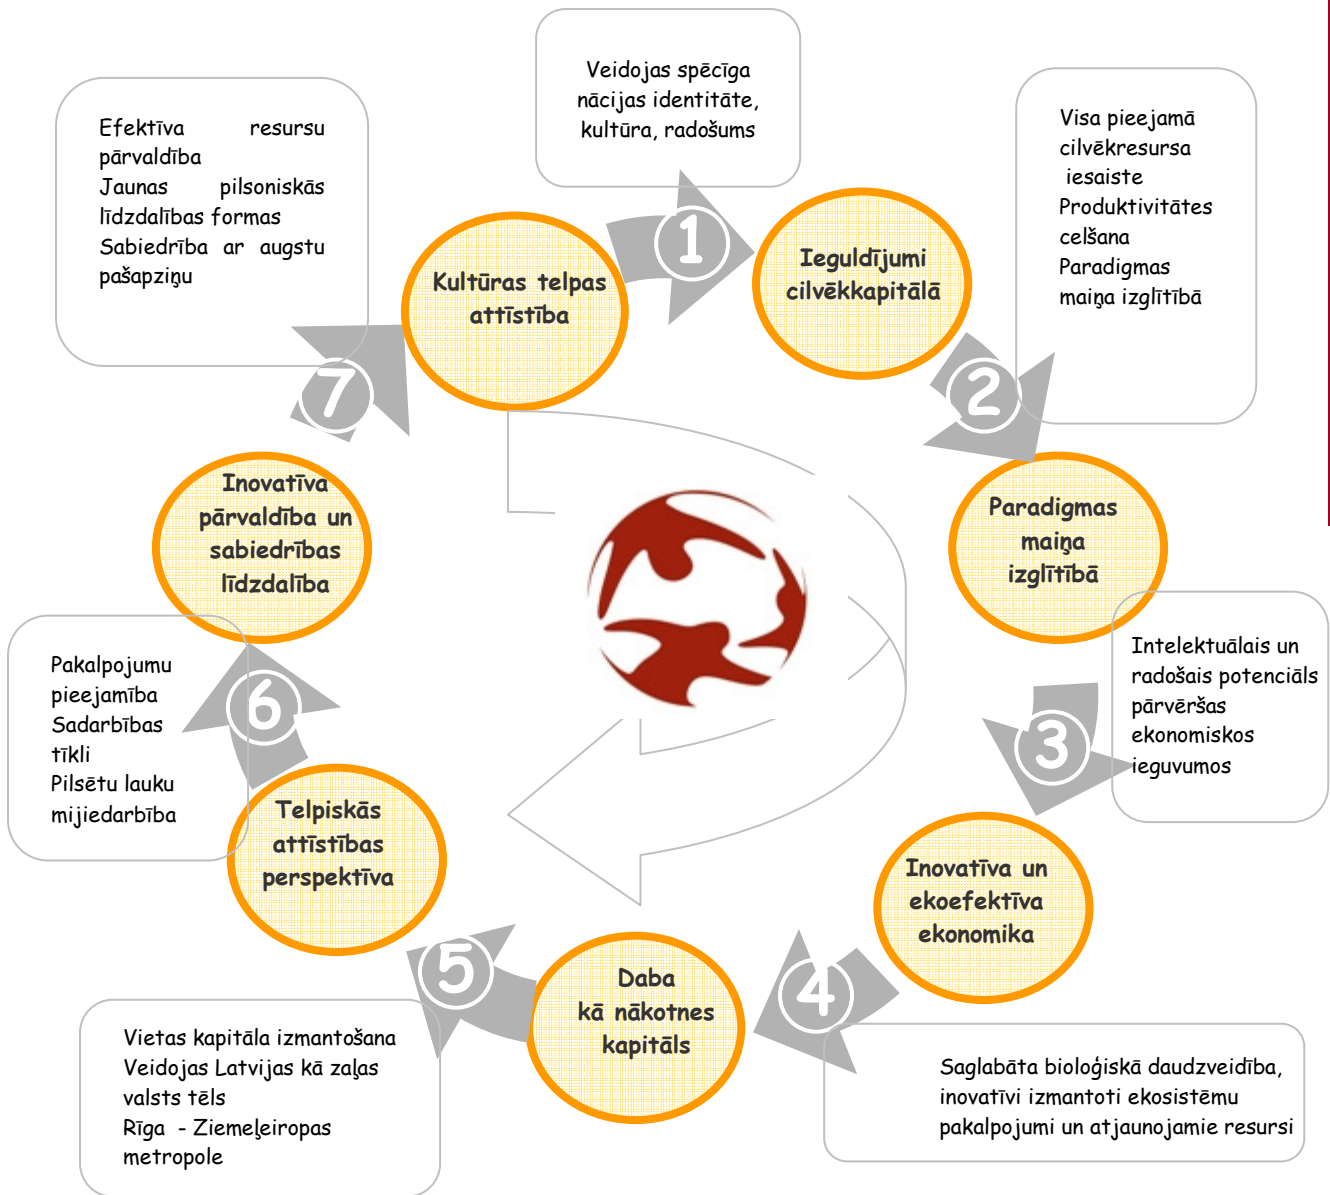 Veidojas spēcīga
nācijas identitāte,
kultūra, radošums
Efektīva resursu
pārvaldība
Jaunas pilsoniskās
līdzdalības formas
Sabiedrība ar augstu
pašapziņu
Visa pieejamā
cilvēkresursa
iesaiste
Produktivitātes
celšana
Paradigmas
maiņa izglītībā
1
Kultūras telpas
attīstība
Ieguldījumi
cilvēkkapitālā
7
2
Inovatīva
pārvaldība un
sabiedrības
līdzdalība
Paradigmas
maiņa
izglītībā
Pakalpojumu
pieejamība
Sadarbības
tīkli
Pilsētu lauku
mijiedarbība
6
3
Intelektuālais un
radošais potenciāls
pārvēršas
ekonomiskos
ieguvumos
Telpiskās
attīstības
perspektīva
Inovatīva un
ekoefektīva
ekonomika
5
4
Daba
kā nākotnes
kapitāls
Vietas kapitāla izmantošana
Veidojas Latvijas kā zaļas
valsts tēls
Rīga - Ziemeļeiropas
metropole
Saglabāta bioloģiskā daudzveidība,
inovatīvi izmantoti ekosistēmu
pakalpojumi un atjaunojamie resursi